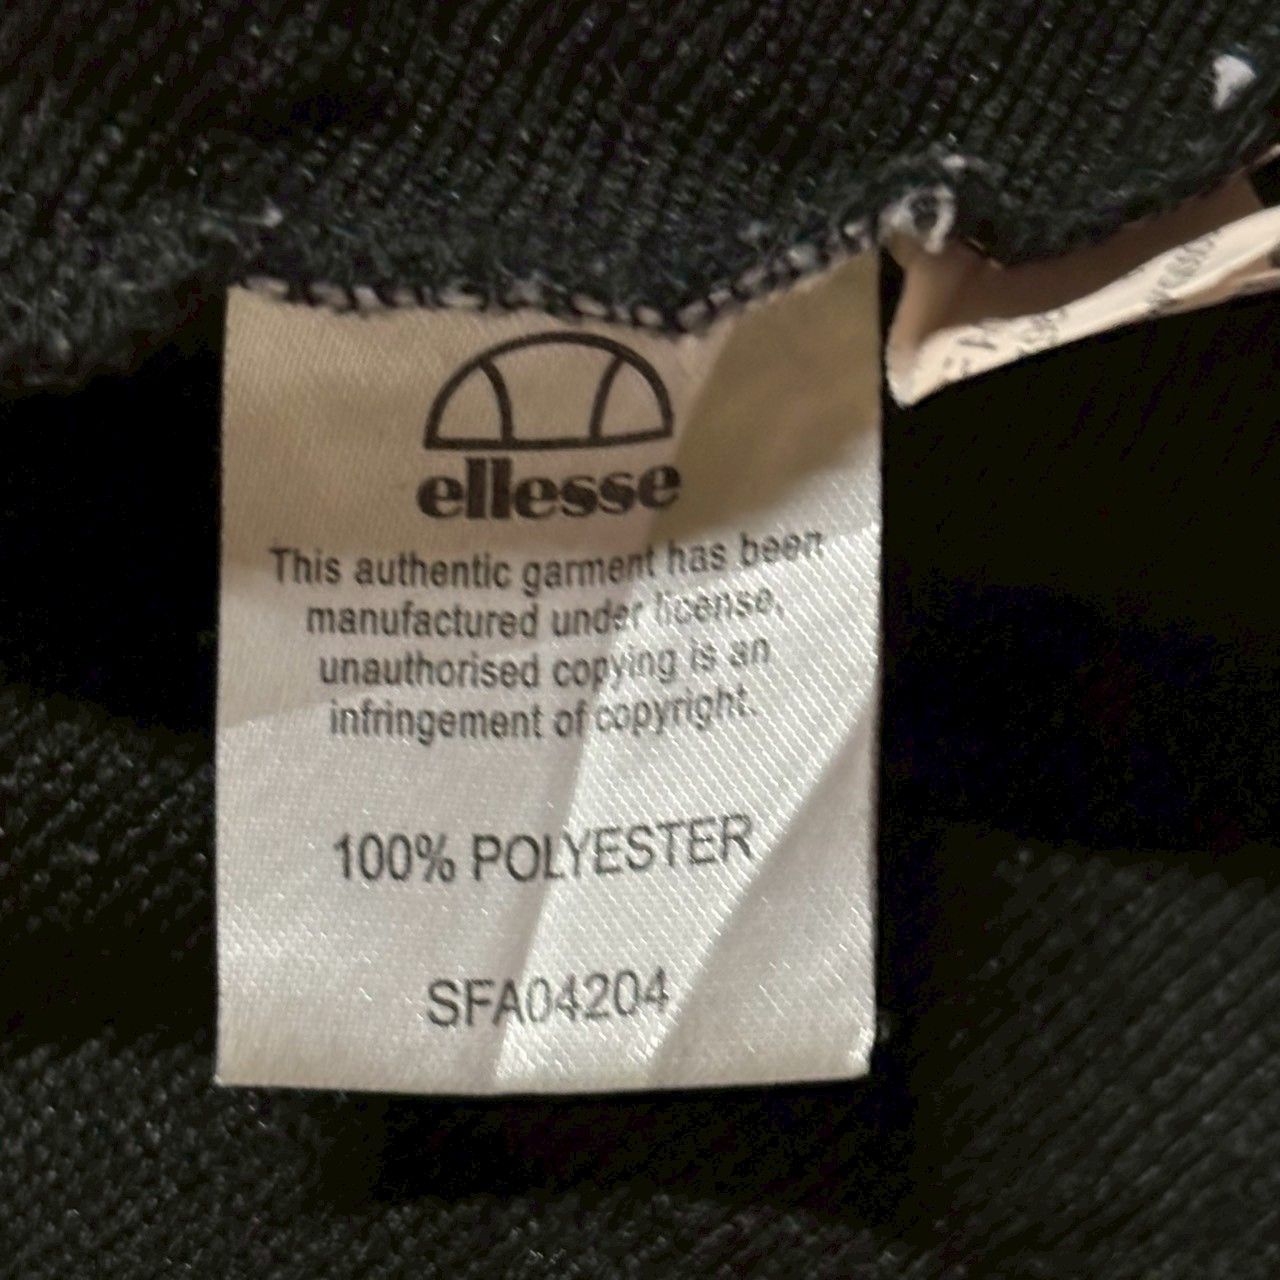 ellesse
This authentic garment has been
manufactured under license,
unauthorised copying is an
infringement of copyright.
100% POLYESTER
SFA04204